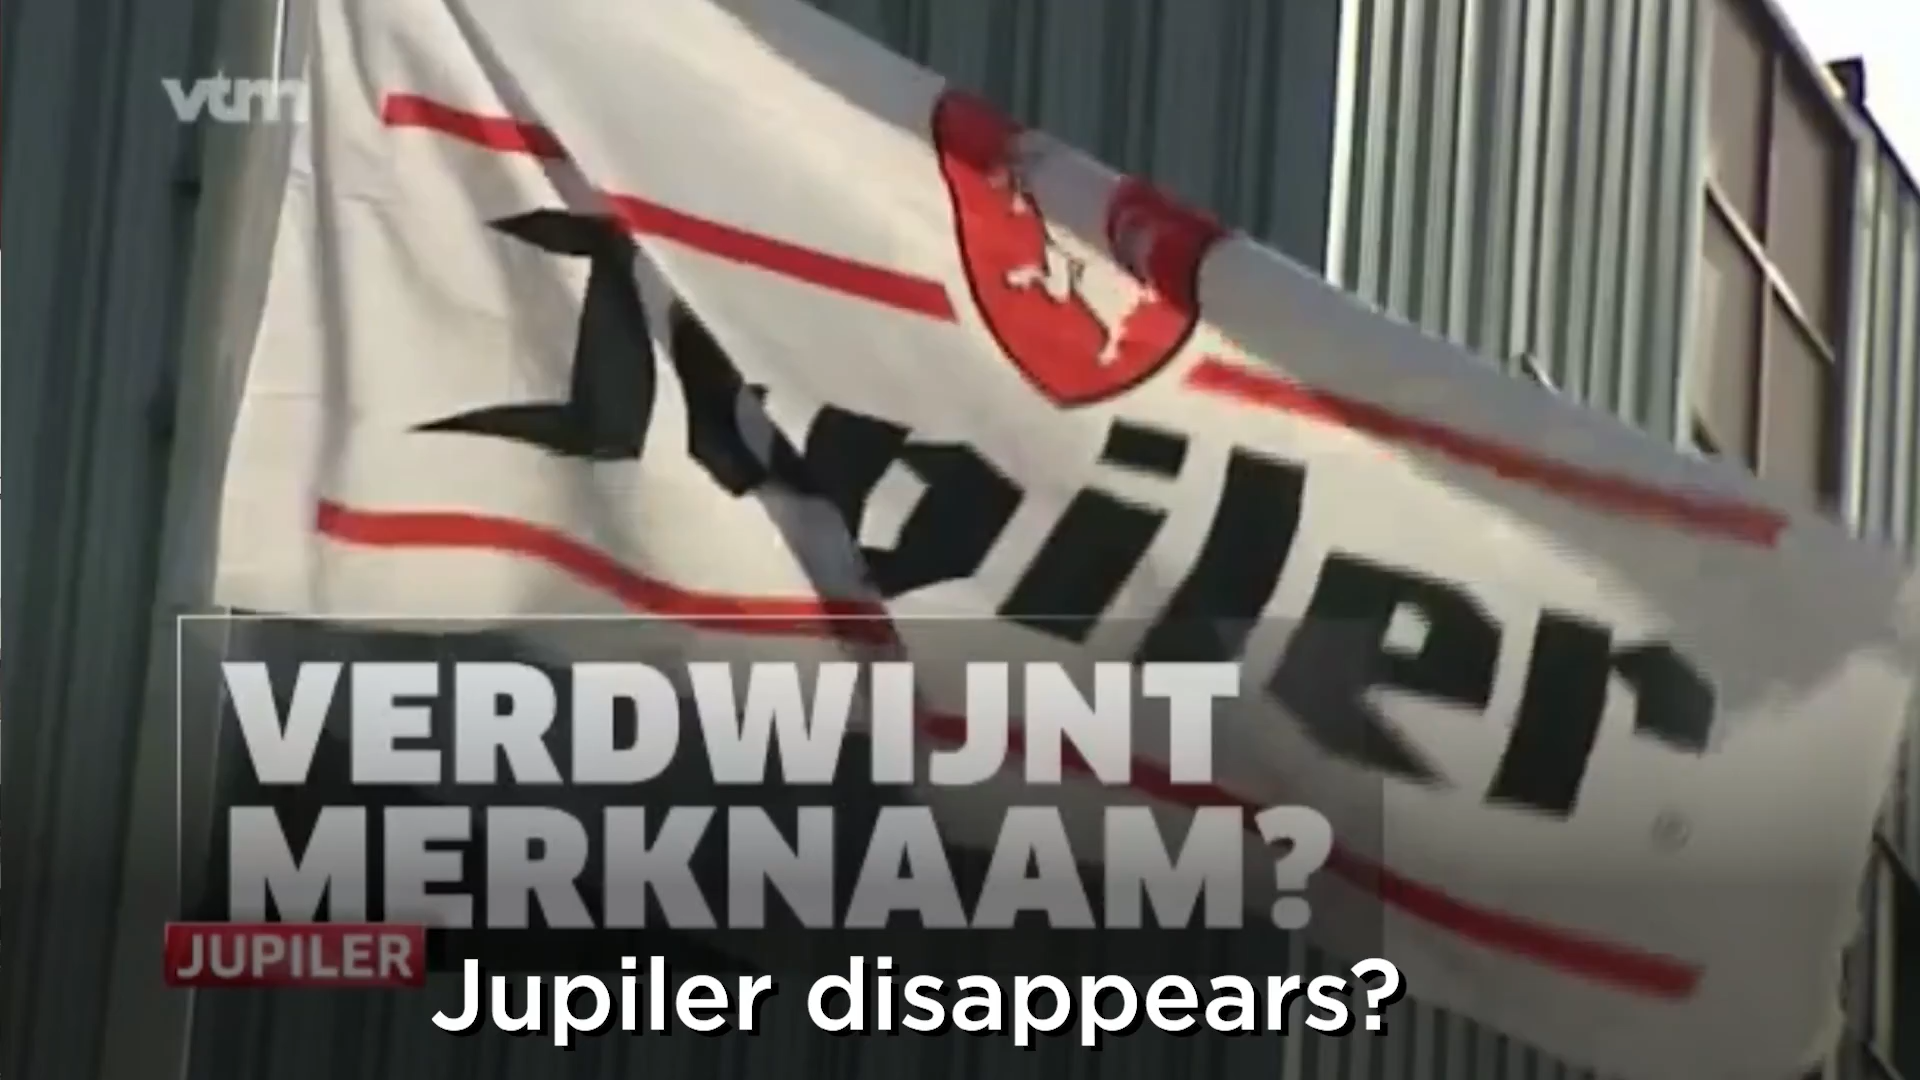 vtm
Jupiler
VERDWIJNT
MERKNAAM?
JUPILER
Jupiler disappears?